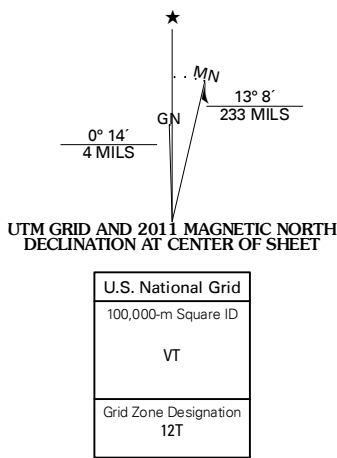 ★
MN
13° 8´
233 MILS
GN
0° 14´
4 MILS
UTM GRID AND 2011 MAGNETIC NORTH
DECLINATION AT CENTER OF SHEET
U.S. National Grid
100,000-m Square ID
VT
Grid Zone Designation
12T